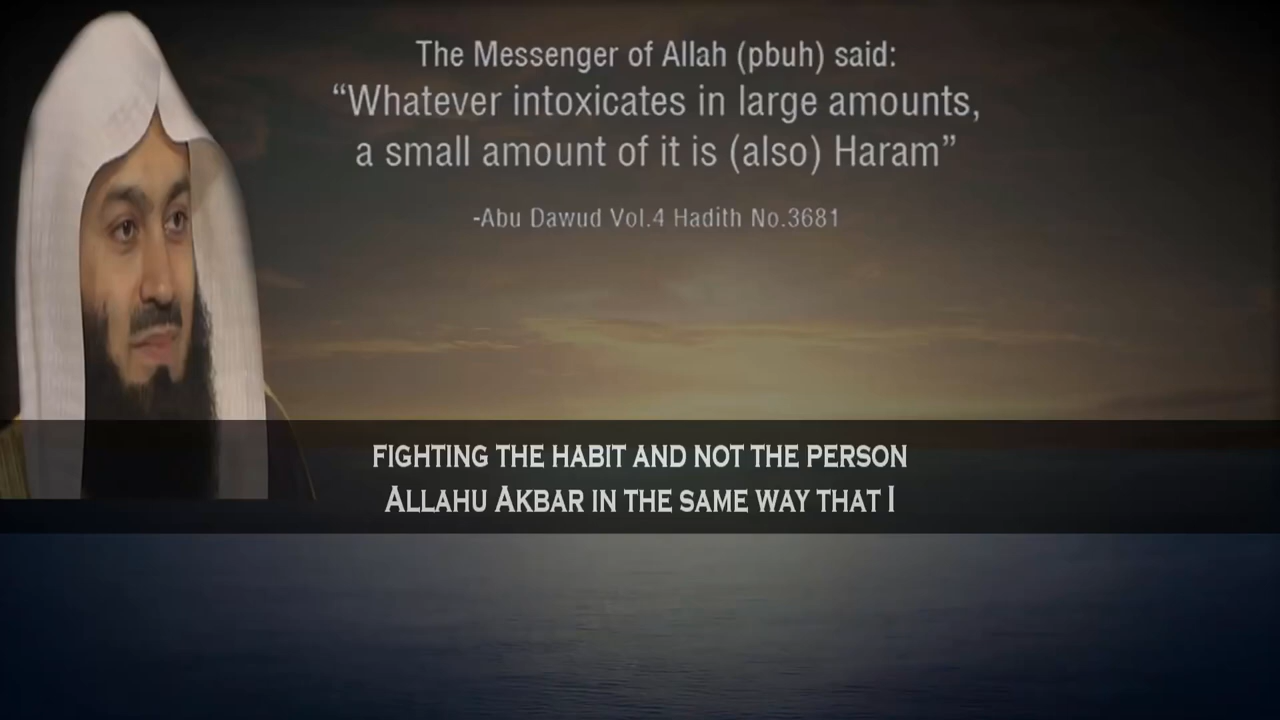 The Messenger of Allah (pbuh) said:
“Whatever intoxicates in large amounts,
a small amount of it is (also) Haram”
-Abu Dawud Vol.4 Hadith No.3681
FIGHTING THE HABIT AND NOT THE PERSON
ALLAHU AKBAR IN THE SAME WAY THAT I